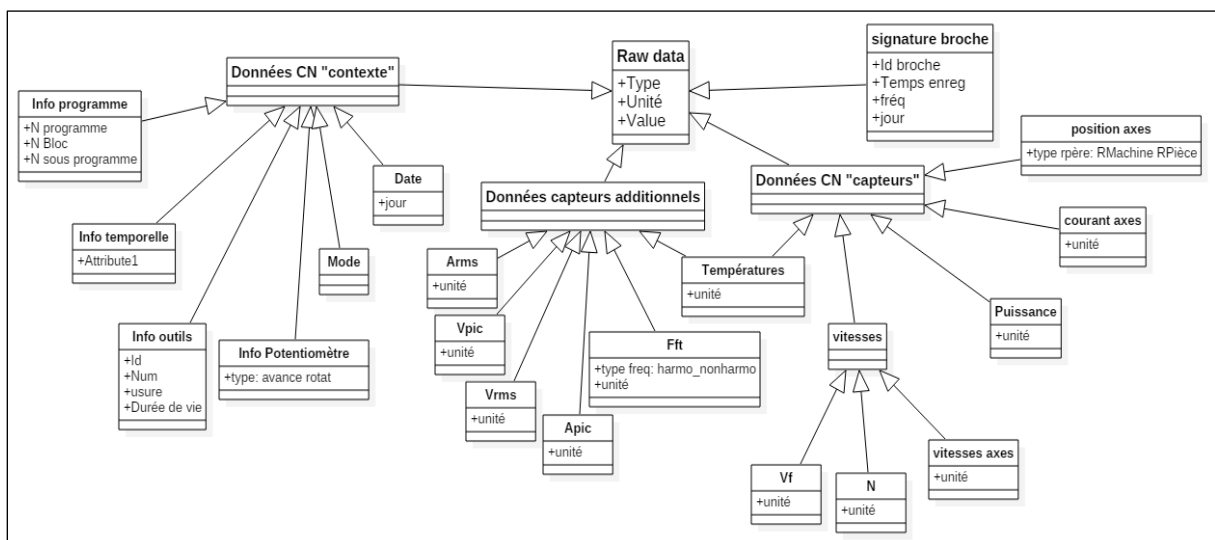 Données CN "contexte"
Raw data
+Type
+Unité
+Value
signature broche
+Id broche
+Temps enreg
+fréq
+jour
Info programme
+N programme
+N Bloc
+N sous programme
position axes
+type rpère: RMachine RPièce
Date
+jour
Données capteurs additionnels
Données CN "capteurs"
Info temporelle
+Attribute1
Mode
courant axes
+unité
Arms
+unité
Températures
+unité
Info outils
+Id
+Num
+usure
+Durée de vie
Info Potentiomètre
+type: avance rotat
Vpic
+unité
Fft
+type freq: harmo_nonharmo
+unité
vitesses
Puissance
+unité
Vrms
+unité
Apic
+unité
Vf
+unité
N
+unité
vitesses axes
+unité